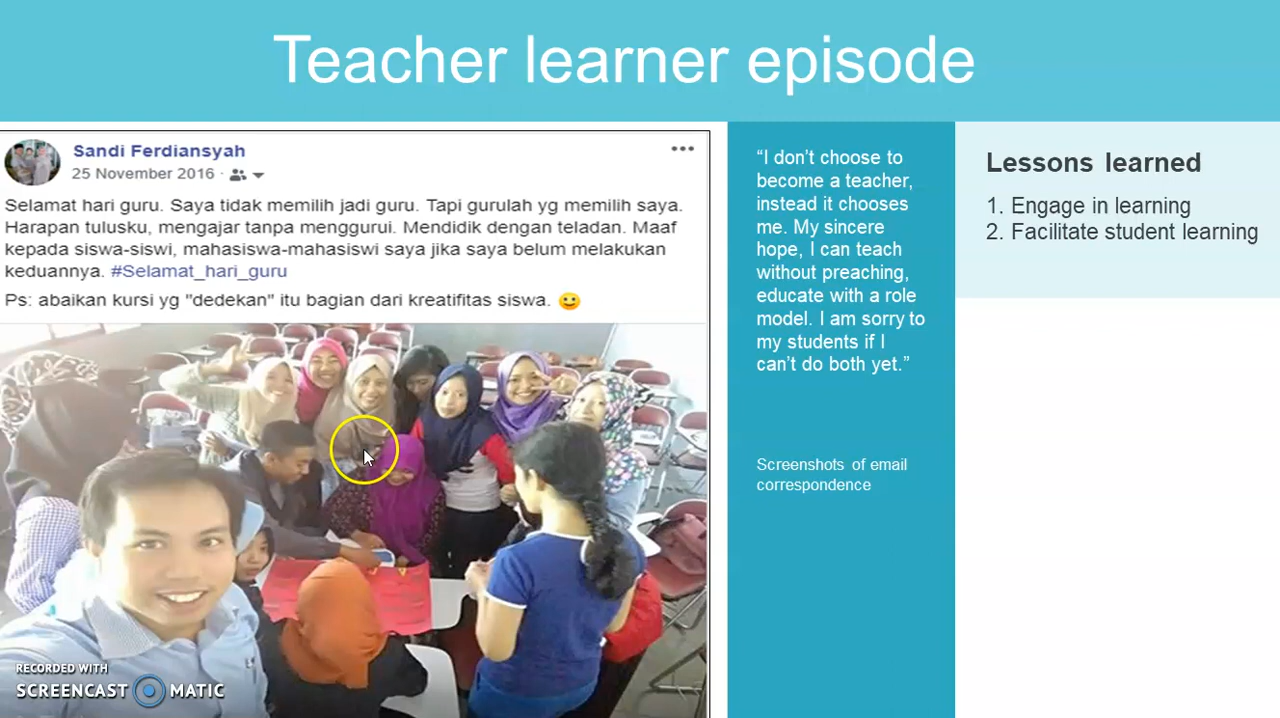 Teacher learner episode
Sandi Ferdiansyah
25 November 2016 ·
Selamat hari guru. Saya tidak memilih jadi guru. Tapi gurulah yg memilih saya.
Harapan tulusku, mengajar tanpa menggurui. Mendidik dengan teladan. Maaf
kepada siswa-siswi, mahasiswa-mahasiswi saya jika saya belum melakukan
keduannya. #Selamat_hari_guru
Ps: abaikan kursi yg "dedekan" itu bagian dari kreatifitas siswa. 🙂
“I don’t choose to
become a teacher,
instead it chooses
me. My sincere
hope, I can teach
without preaching,
educate with a role
model. I am sorry to
my students if I
can’t do both yet.”
Screenshots of email
correspondence
Lessons learned
1. Engage in learning
2. Facilitate student learning
RECORDED WITH
SCREENCAST MATIC